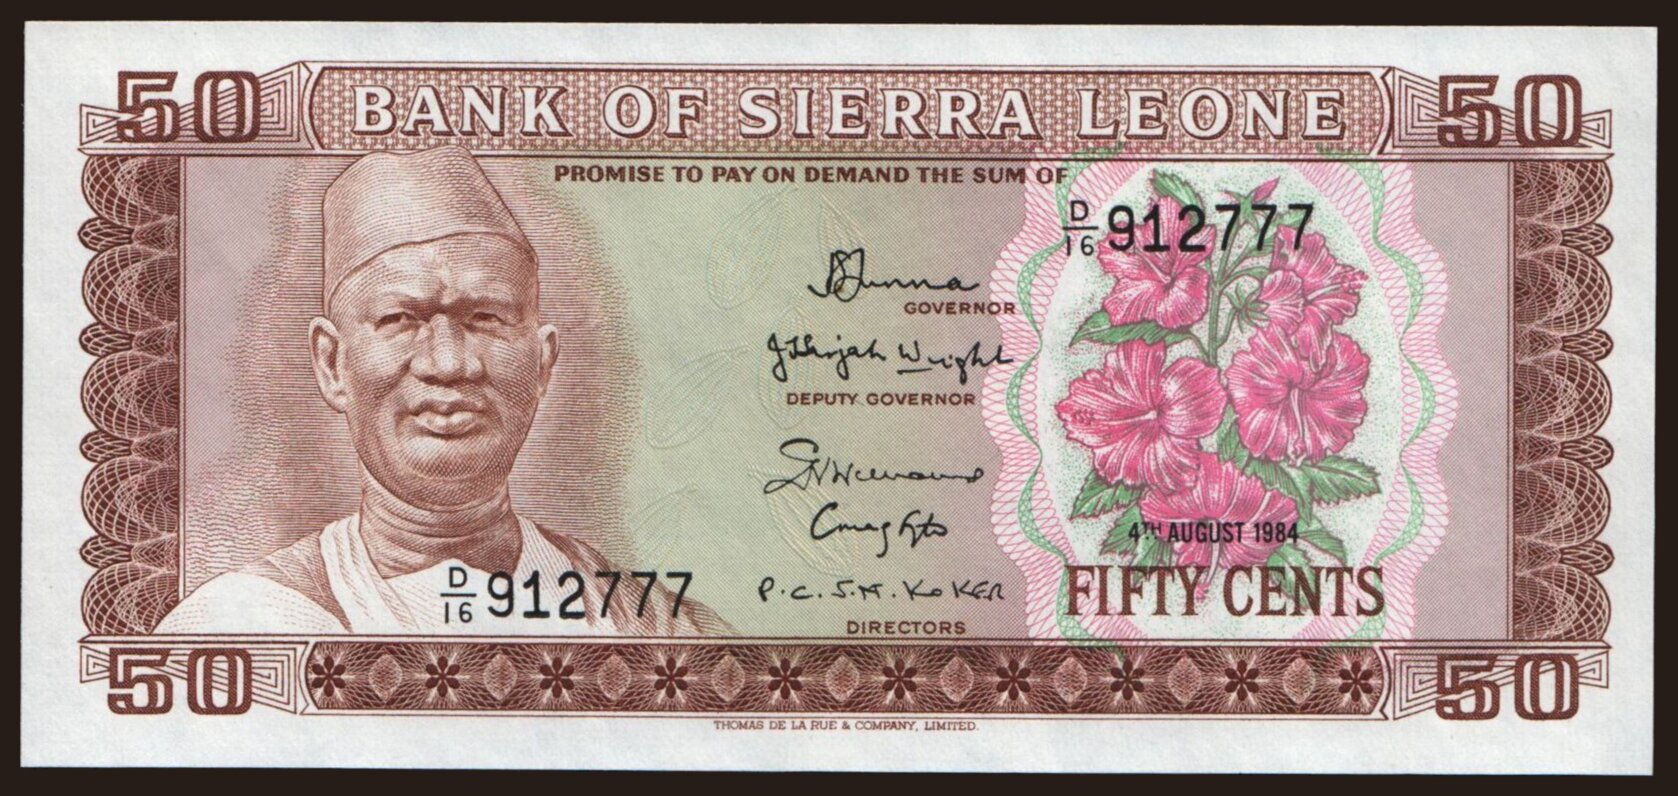 50 BANK OF SIERRA LEONE 50
PROMISE TO PAY ON DEMAND THE SUM OF
D/16 912777
GOVERNOR
Wright
DEPUTY GOVERNOR
4TH AUGUST 1984
D/16 912777
P.C.S.M. KOKER
FIFTY CENTS
DIRECTORS
50 50
THOMAS DE LA RUE & COMPANY, LIMITED.